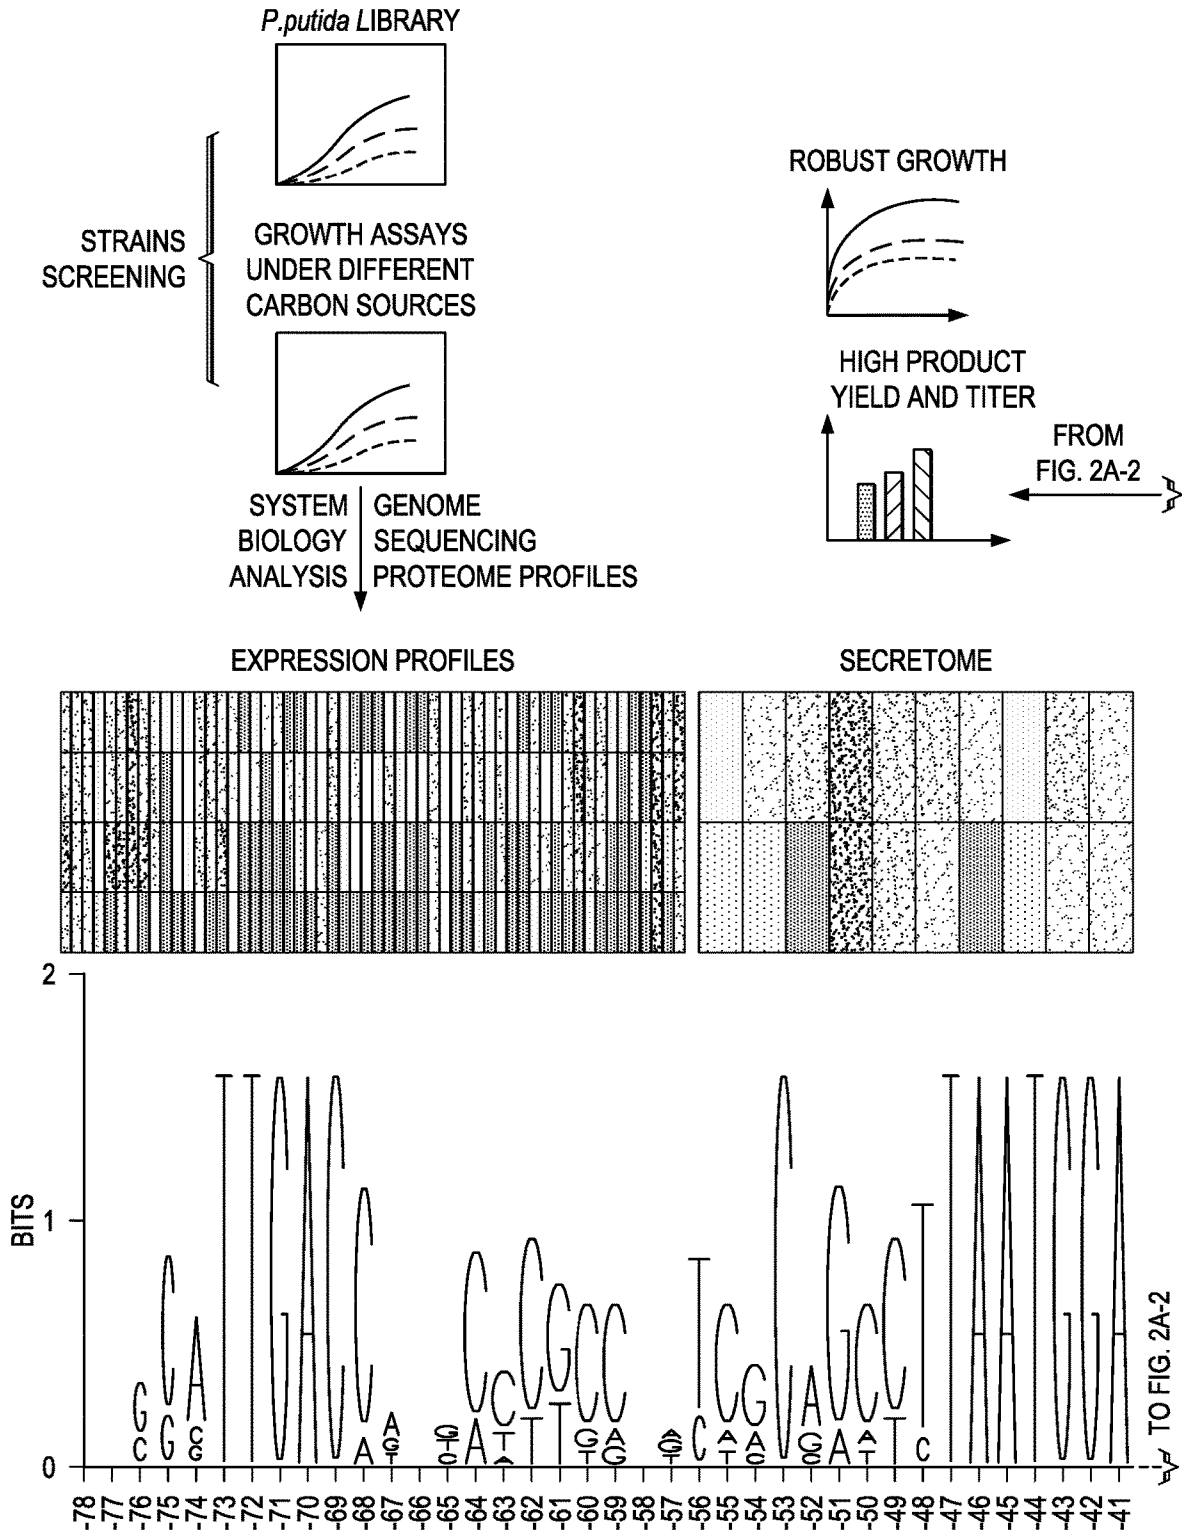 P.putida LIBRARY
STRAINS
SCREENING
GROWTH ASSAYS
UNDER DIFFERENT
CARBON SOURCES
SYSTEM
BIOLOGY
ANALYSIS
GENOME
SEQUENCING
PROTEOME PROFILES
ROBUST GROWTH
HIGH PRODUCT
YIELD AND TITER
FROM
FIG. 2A-2
EXPRESSION PROFILES
SECRETOME
2
1
0
BITS
G
C
C
G
A
C
G
T
T
G
A
C
C
A
A
G
T
G
T
C
C
A
C
T
A
C
T
G
T
C
G
T
C
A
G
A
G
T
T
C
C
A
T
G
A
C
C
A
G
C
G
A
C
A
T
C
T
T
C
T
A
A
T
G
G
A
-78
-77
-76
-75
-74
-73
-72
-71
-70
-69
-68
-67
-66
-65
-64
-63
-62
-61
-60
-59
-58
-57
-56
-55
-54
-53
-52
-51
-50
-49
-48
-47
-46
-45
-44
-43
-42
-41
TO FIG. 2A-2